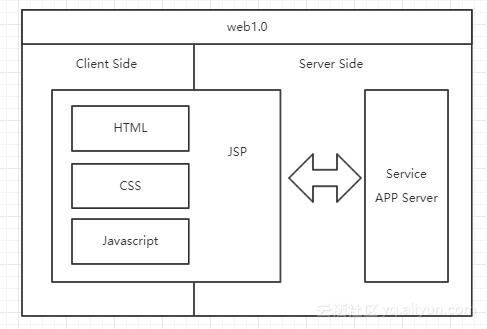 web1.0
Client Side
Server Side
HTML
JSP
CSS
Service
APP Server
Javascript
云栖社区 yq.aliyun.com